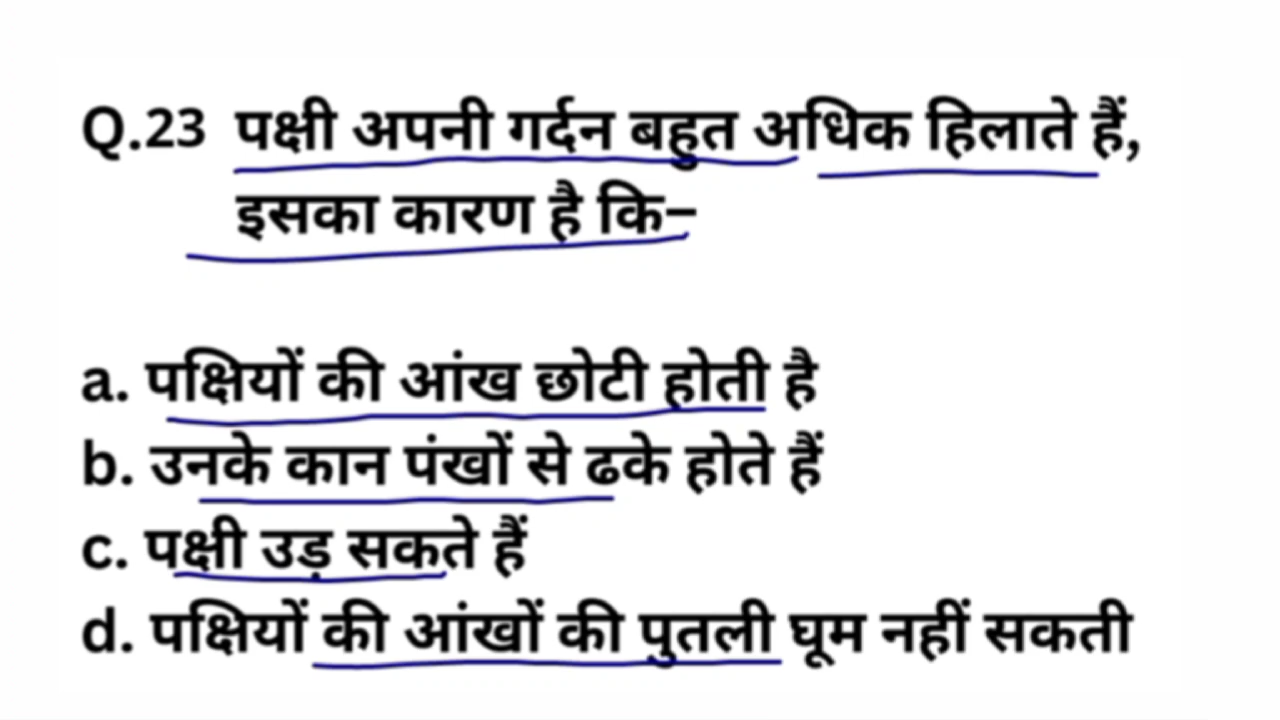 Q.23 पक्षी अपनी गर्दन बहुत अधिक हिलाते हैं,
इसका कारण है कि–
a. पक्षियों की आंख छोटी होती है
b. उनके कान पंखों से ढके होते हैं
c. पक्षी उड़ सकते हैं
d. पक्षियों की आंखों की पुतली घूम नहीं सकती